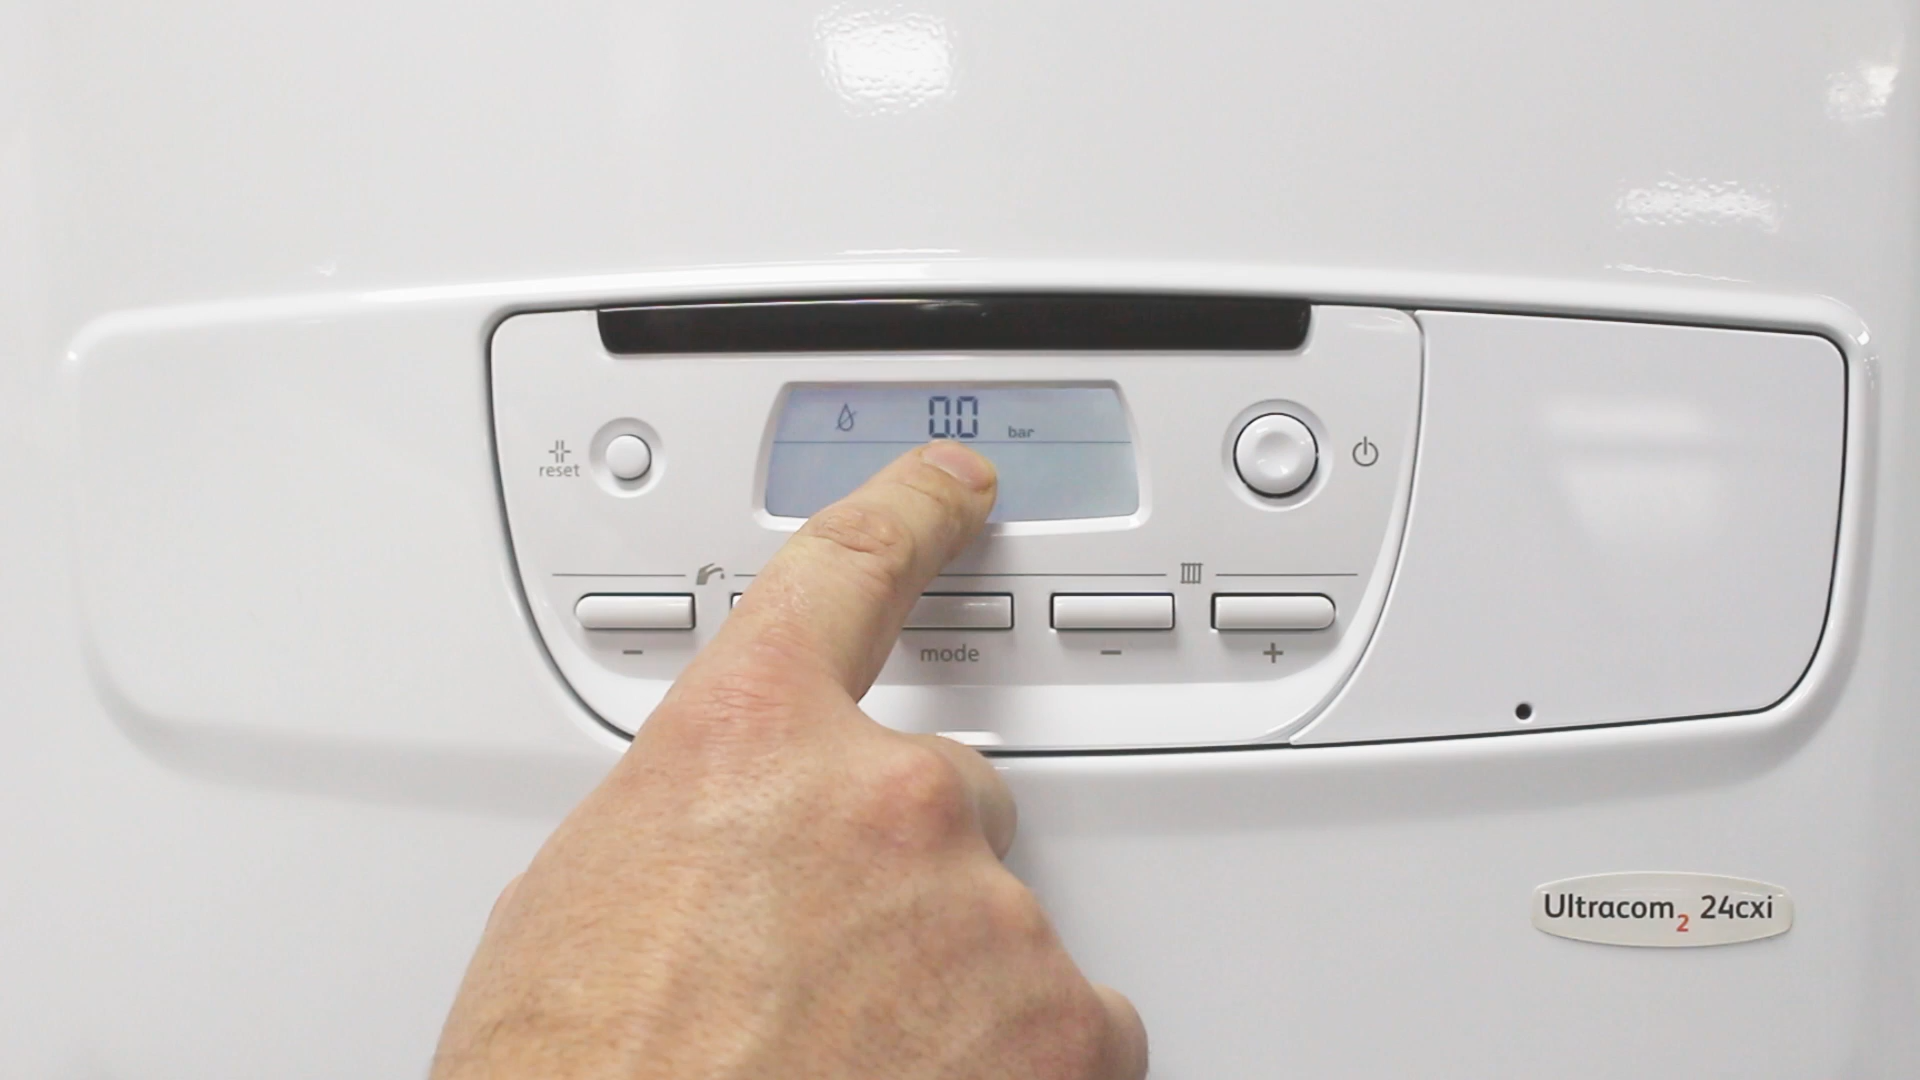 0.0 bar
reset
− mode − +
Ultracom2 24cxi